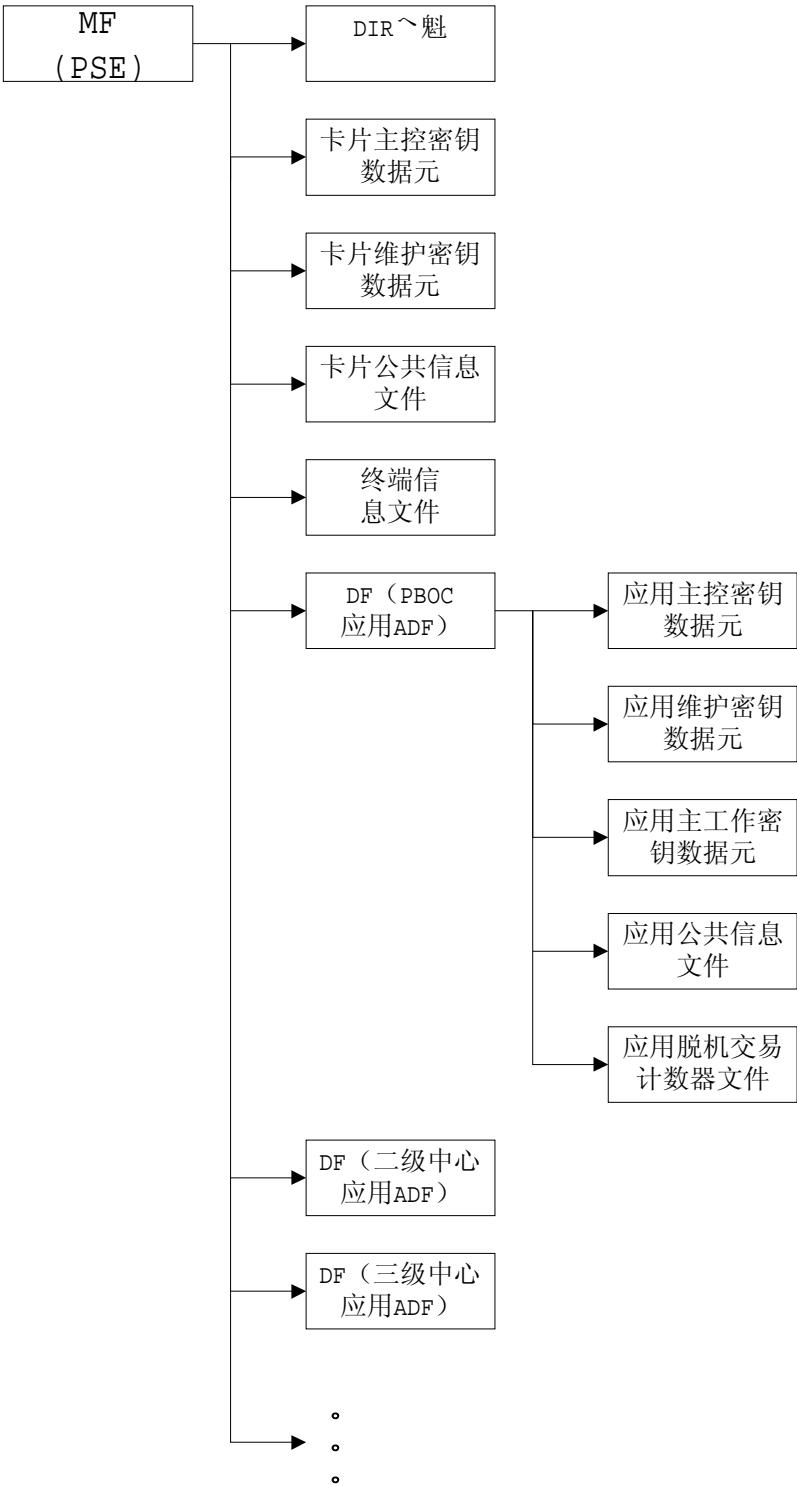 MF
(PSE)
DIR へ魁
卡片主控密钥
数据元
卡片维护密钥
数据元
卡片公共信息
文件
终端信
息文件
DF（PBOC
应用ADF）
应用主控密钥
数据元
应用维护密钥
数据元
应用主工作密
钥数据元
应用公共信息
文件
应用脱机交易
计数器文件
DF（二级中心
应用ADF）
DF（三级中心
应用ADF）
。
。
。